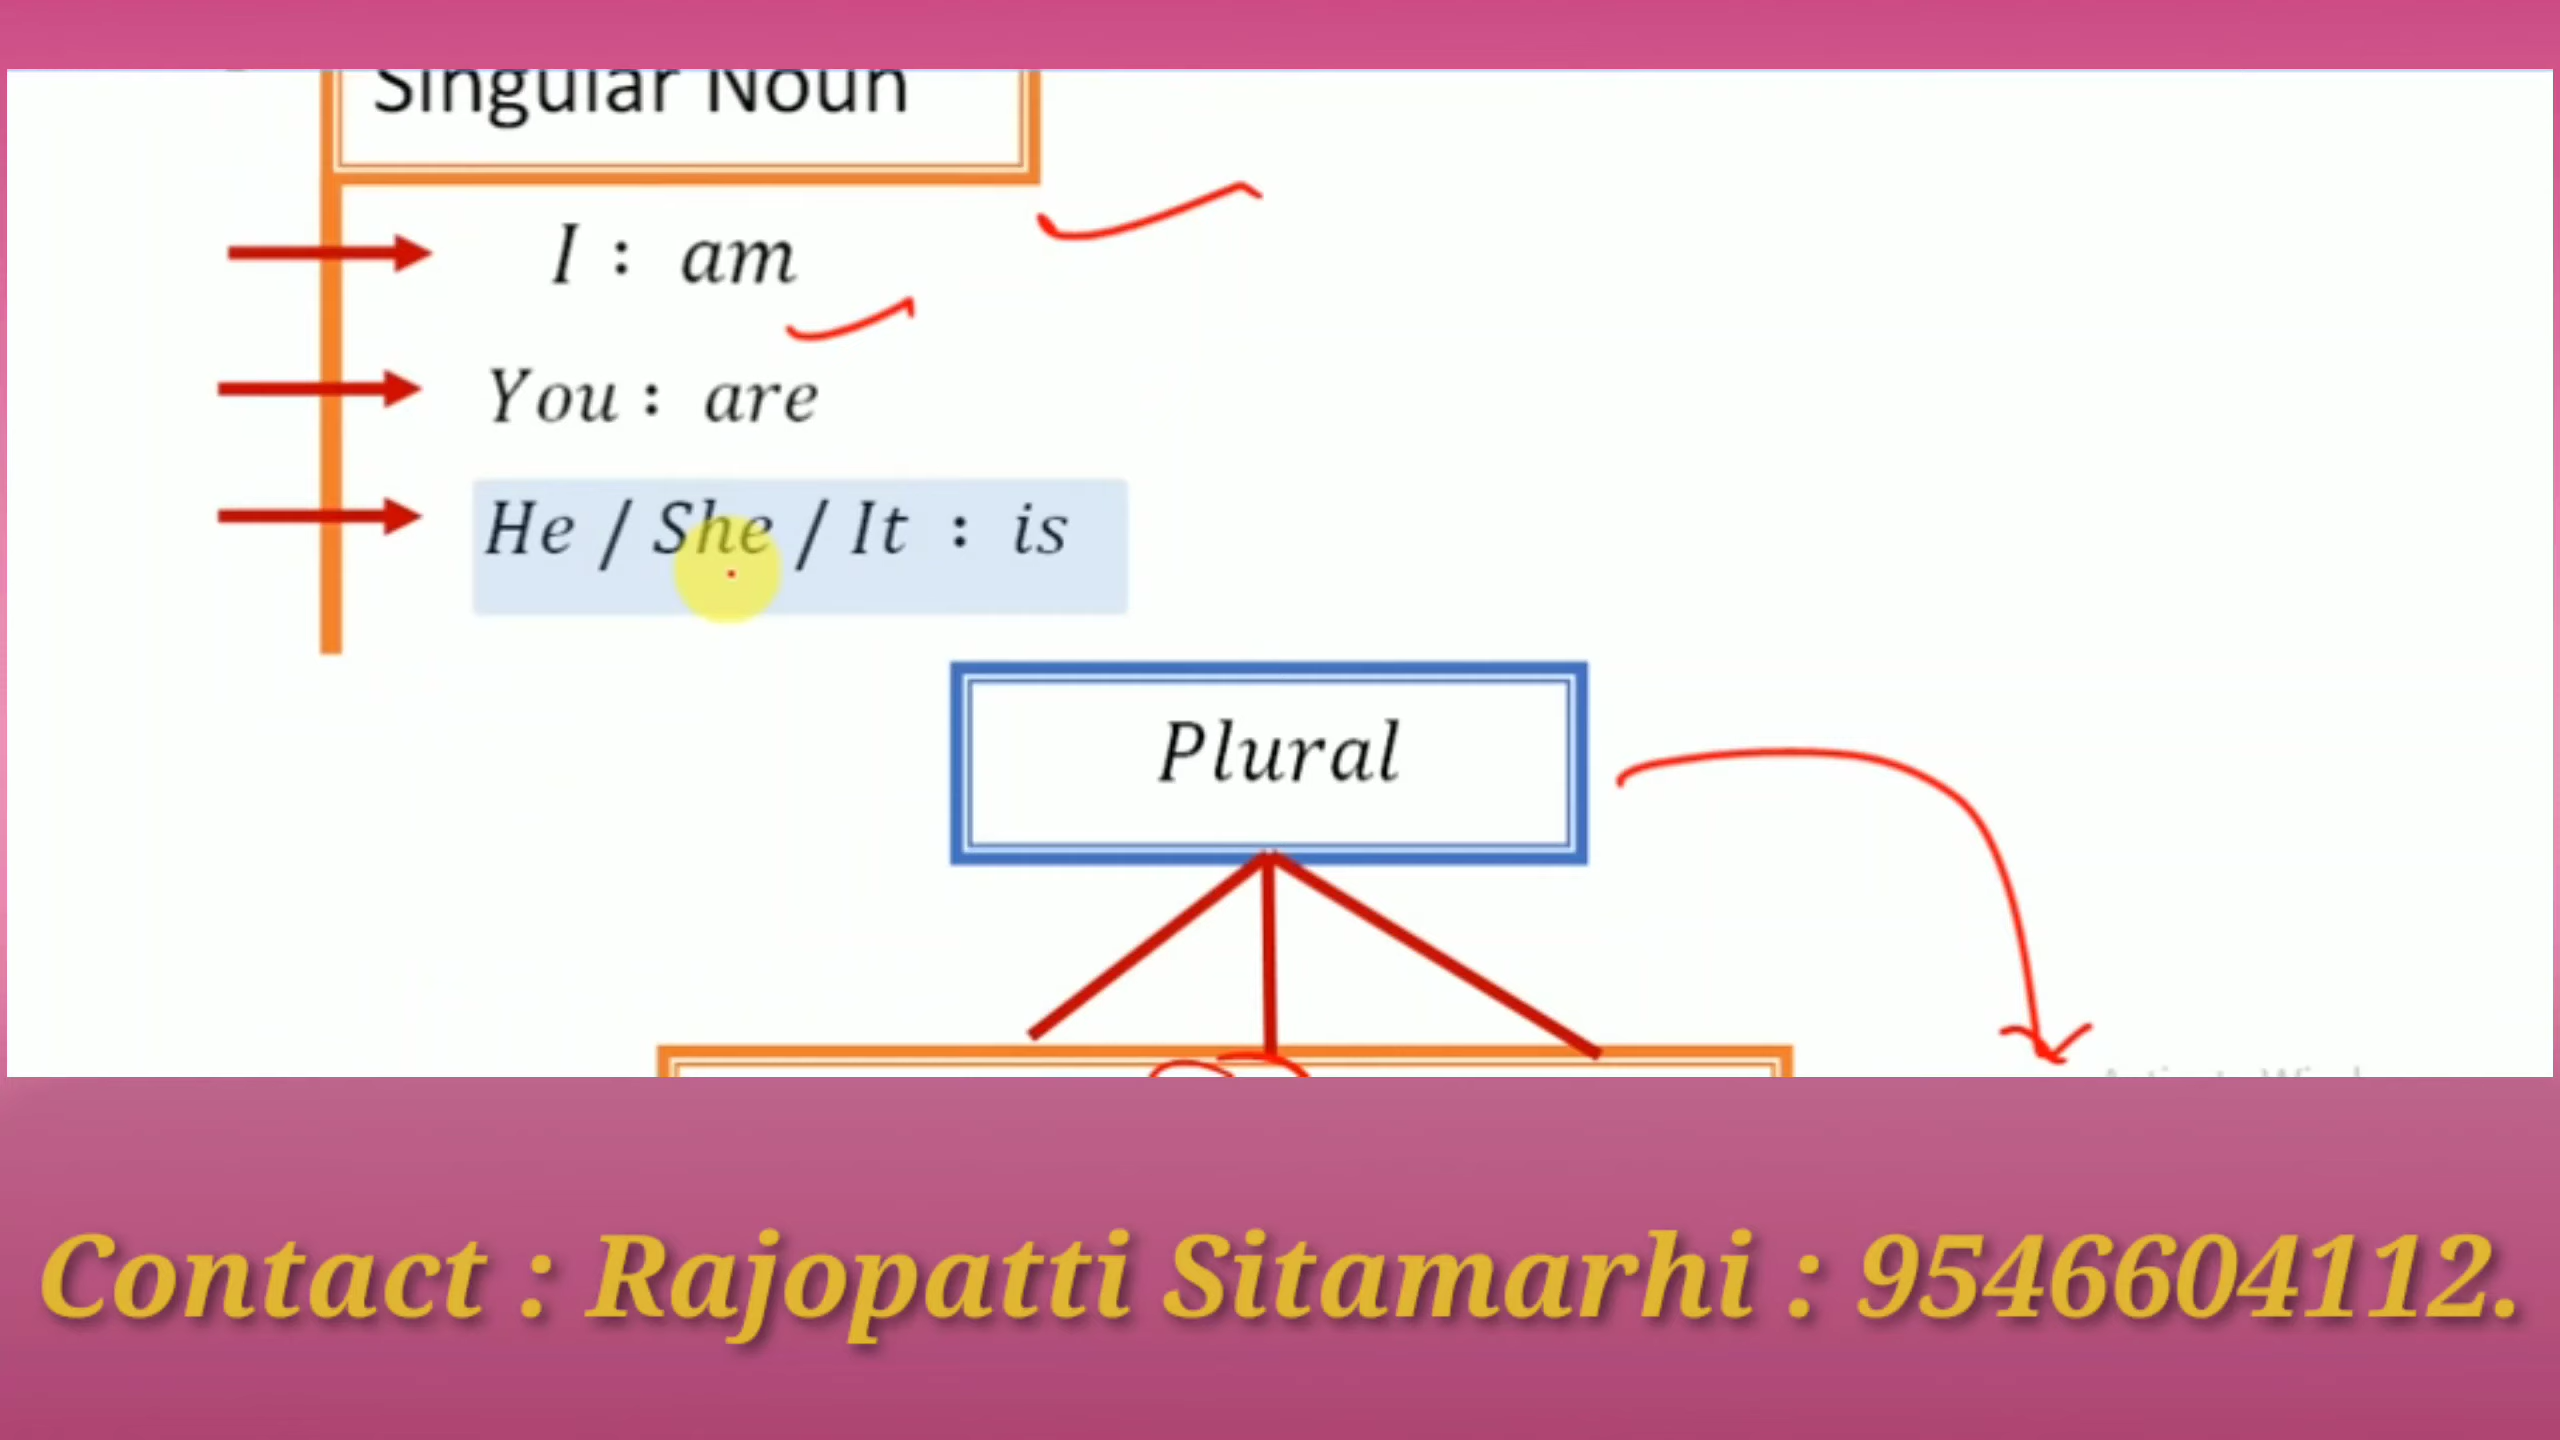 Singular Noun
I : am
You : are
He / She / It : is
Plural
Contact : Rajopatti Sitamarhi : 9546604112.